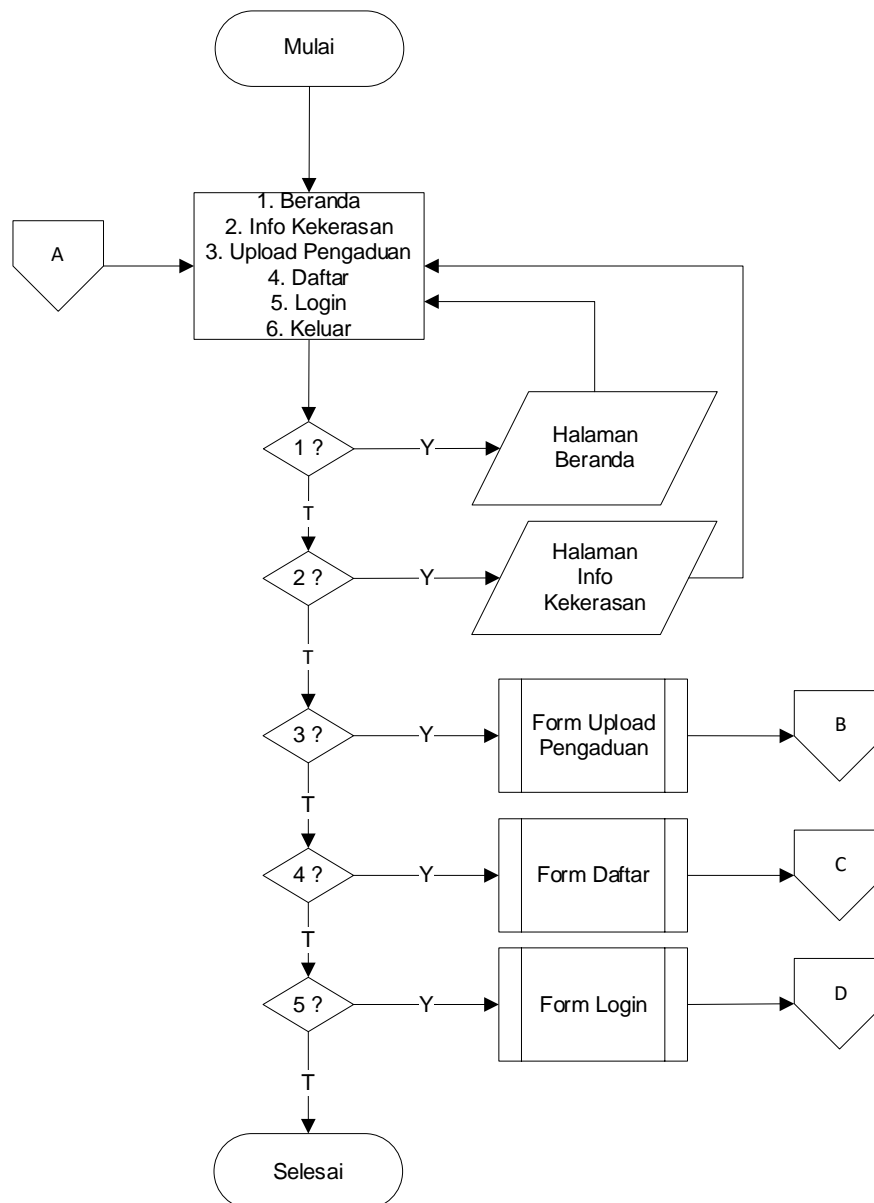 Mulai
A
1. Beranda
2. Info Kekerasan
3. Upload Pengaduan
4. Daftar
5. Login
6. Keluar
1 ?
Y
Halaman
Beranda
T
2 ?
Y
Halaman
Info
Kekerasan
T
3 ?
Y
Form Upload
Pengaduan
B
T
4 ?
Y
Form Daftar
C
T
5 ?
Y
Form Login
D
T
Selesai